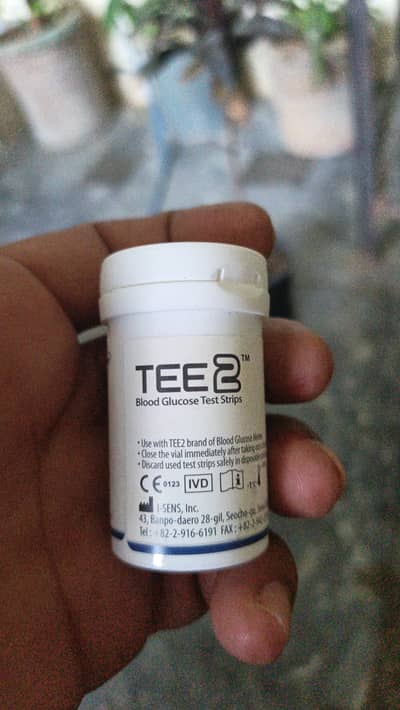 TEE2™
Blood Glucose Test Strips
• Use with TEE2 brand of Blood Glucose
• Close the vial immediately after taking
• Discard used test strips safely in
CE 0123 IVD i
I-SENS, Inc.
43, Banpo-daero 28-gil, Seocho-gu,
Tel : +82-2-916-6191 FAX : +82-2-942